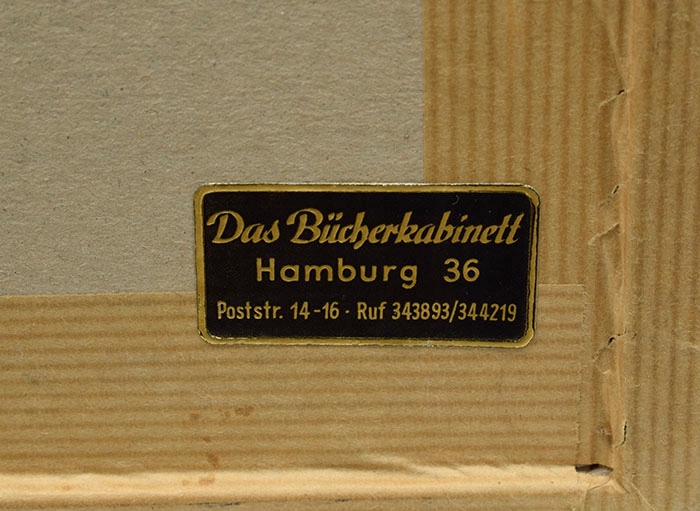 Das Bücherkabinett
Hamburg 36
Poststr. 14-16 · Ruf 343893/344219